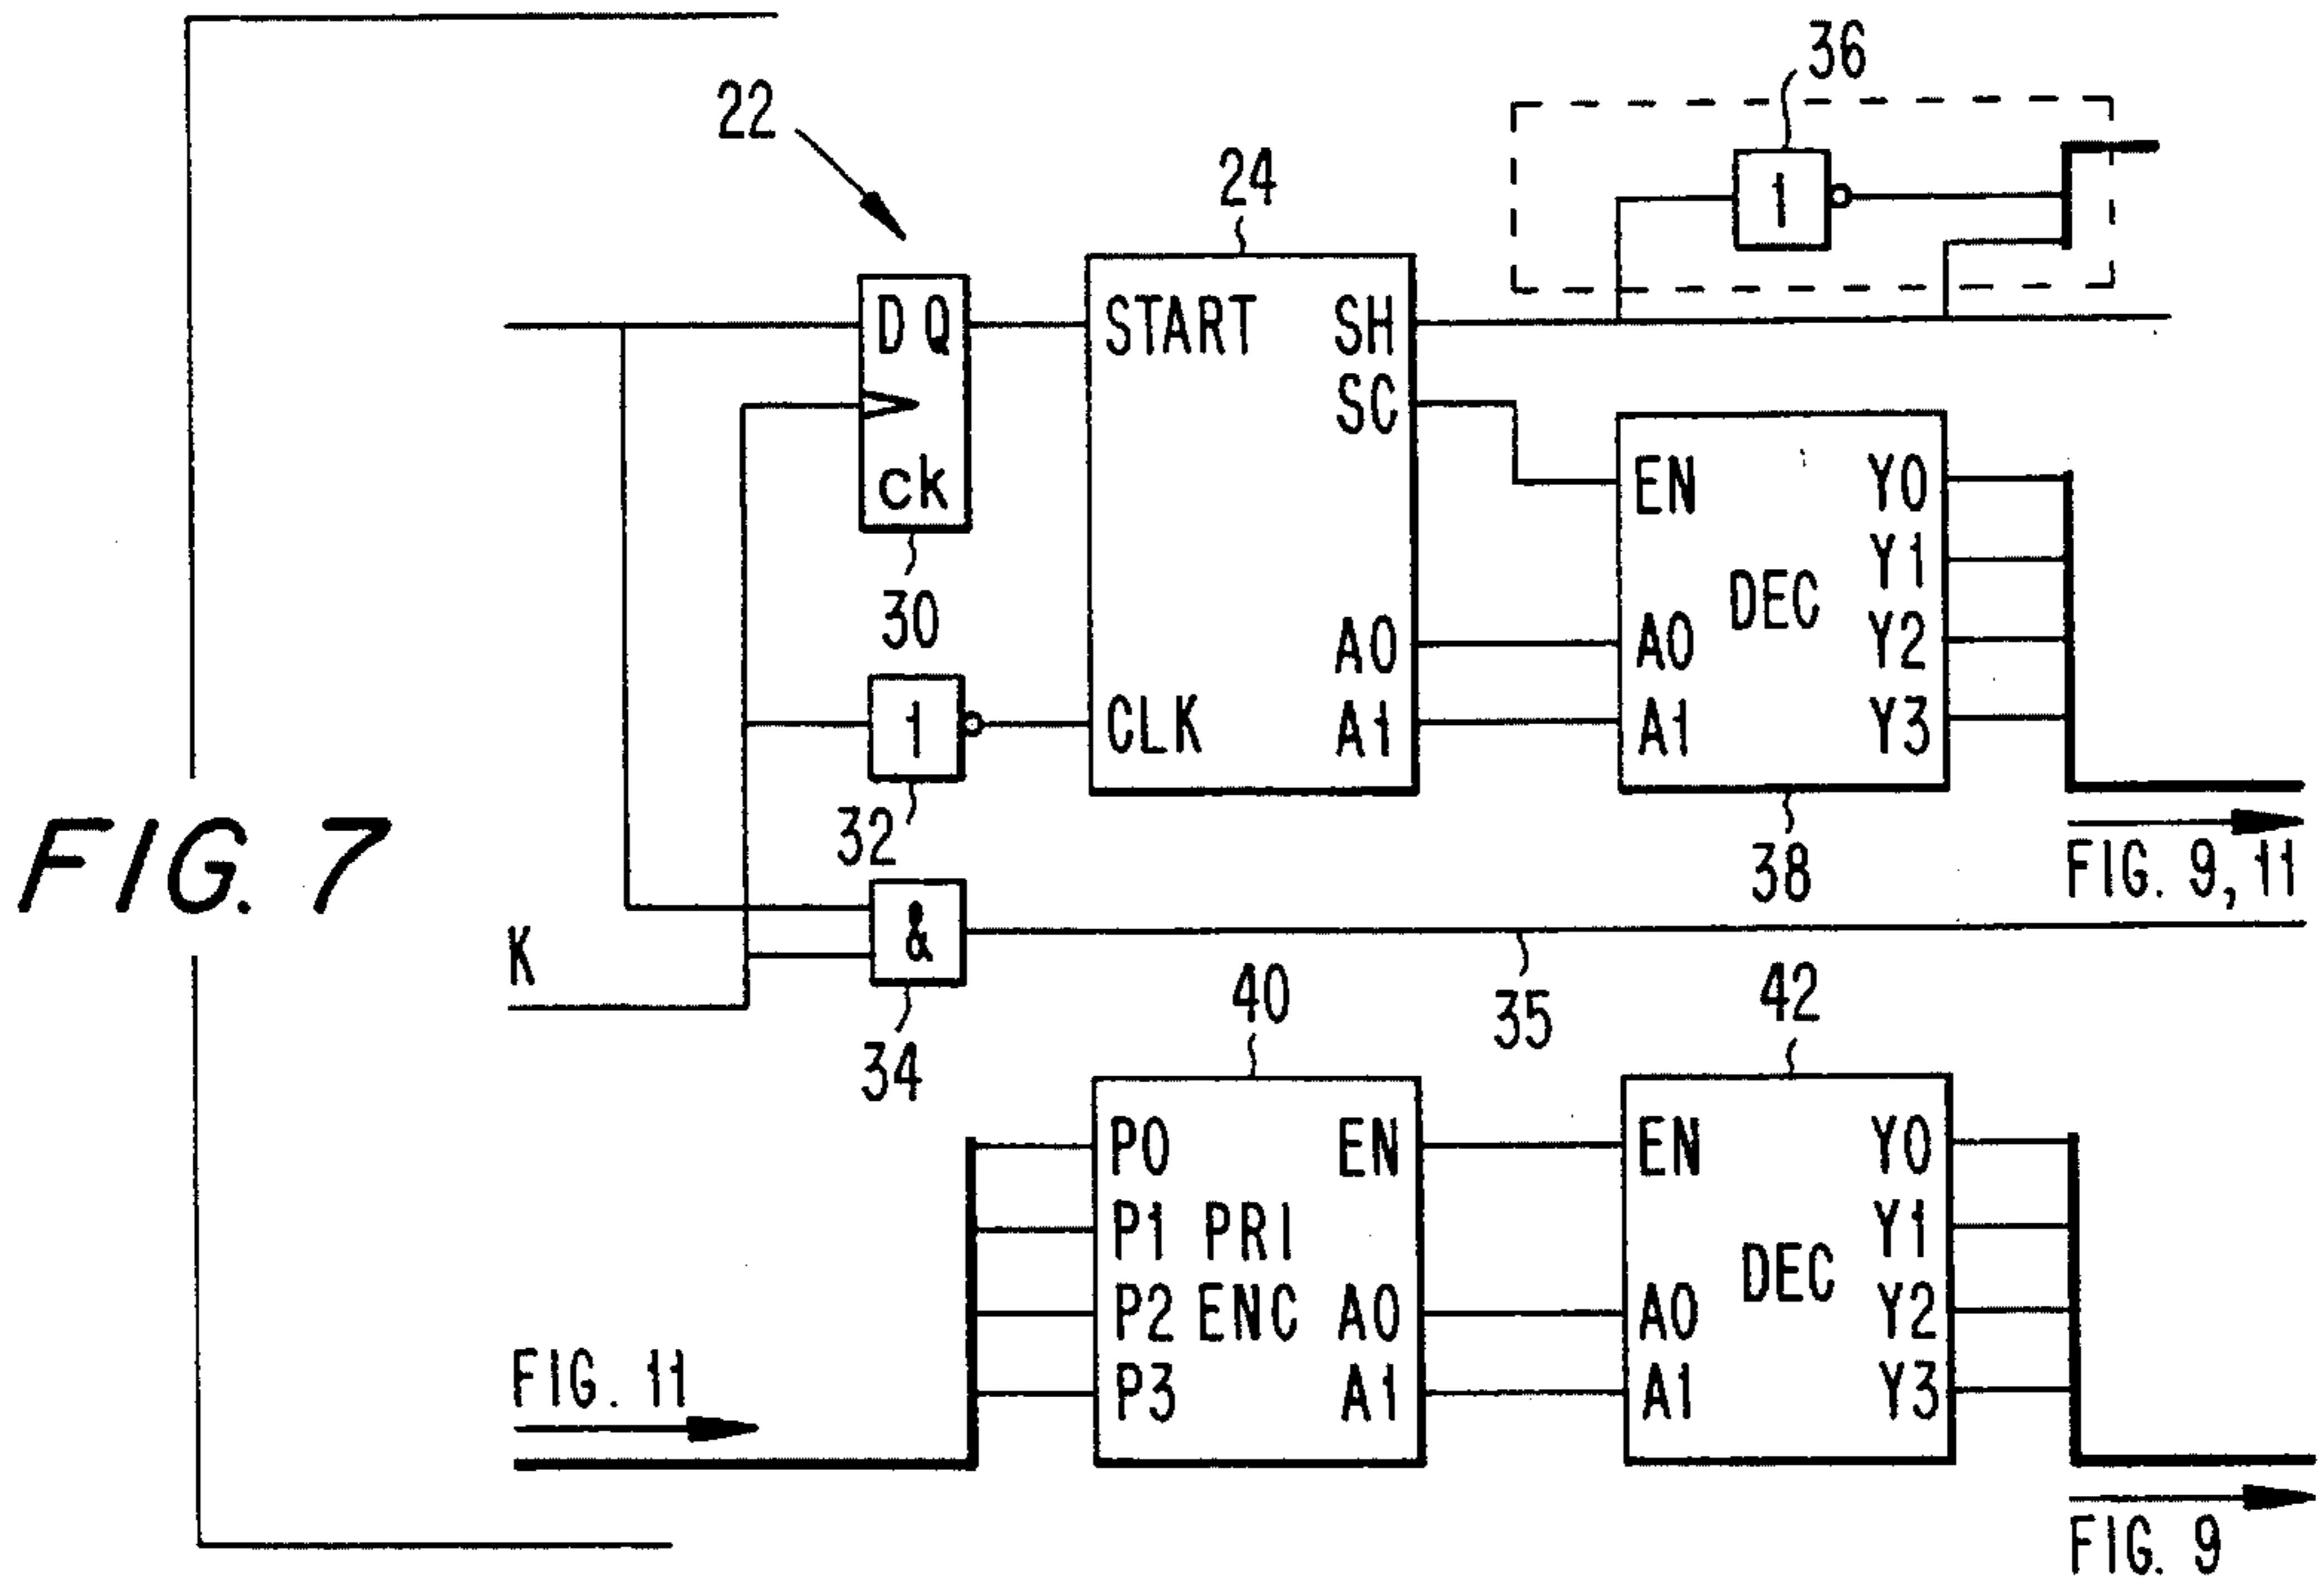 36
22
24
D Q
ck
START
SH
SC
CLK
A0
A1
1
EN
A0
A1
DEC
Y0
Y1
Y2
Y3
30
1
32
38
FIG. 9, 11
FIG. 7
K
&
34
35
40
42
P0
P1
P2
P3
PRI
ENC
EN
A0
A1
EN
A0
A1
DEC
Y0
Y1
Y2
Y3
FIG. 11
FIG. 9